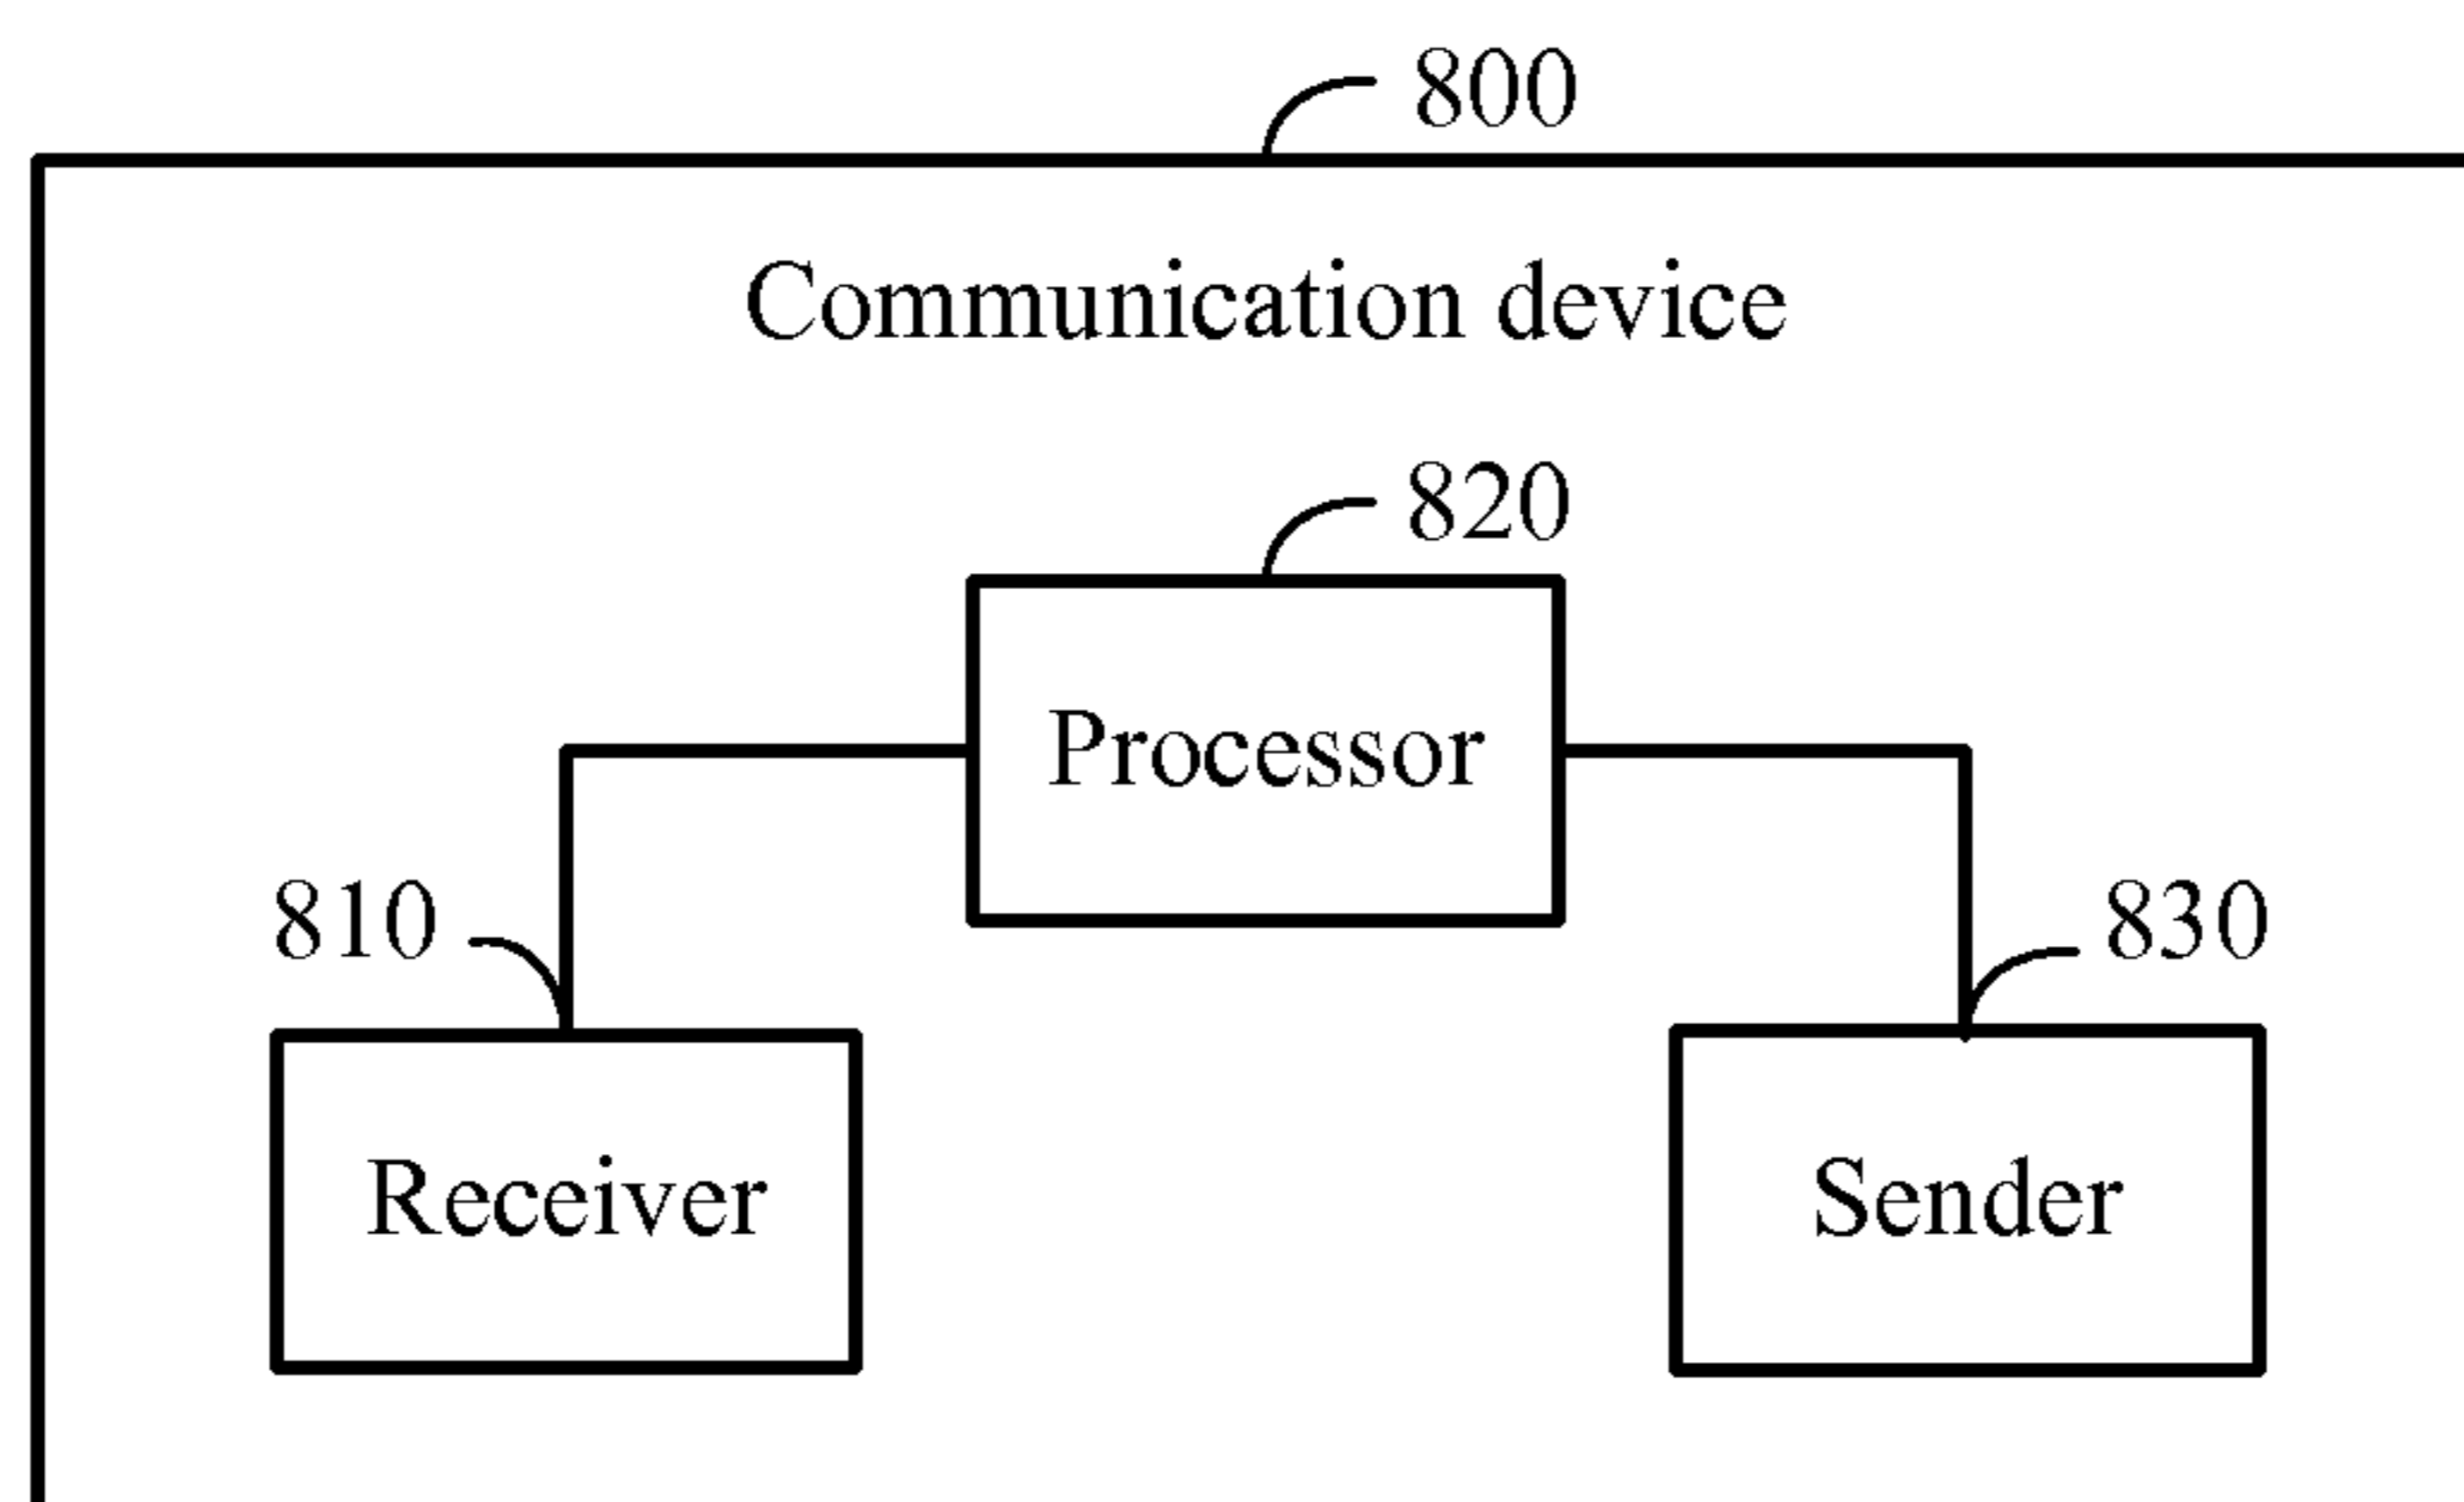 800
Communication device
820
Processor
810
830
Receiver
Sender